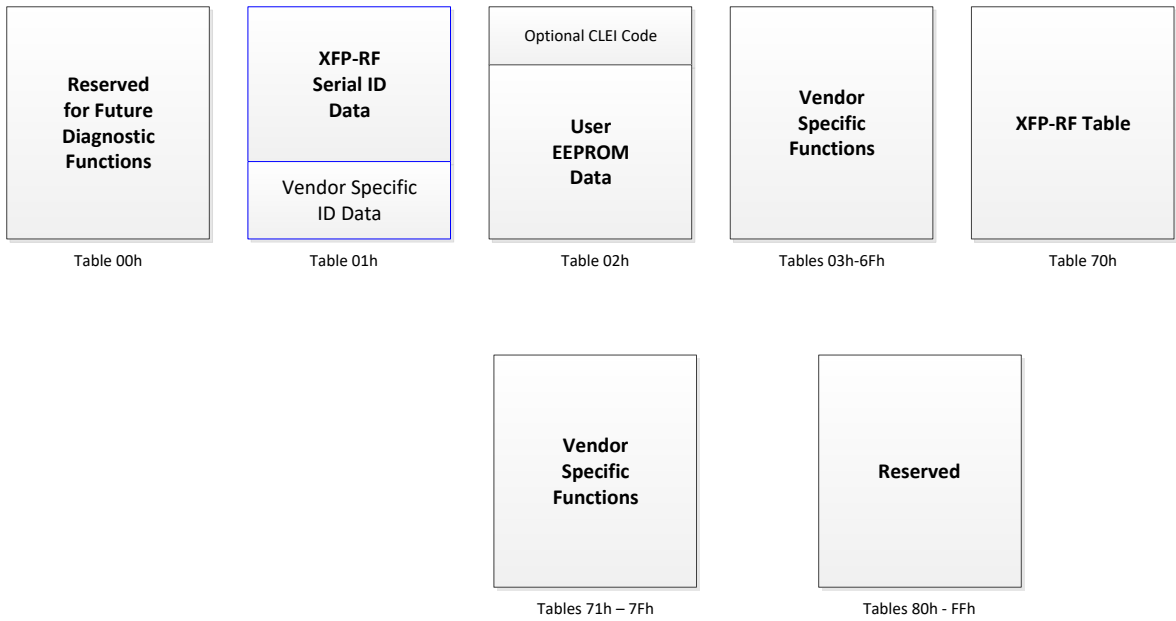 Reserved
for Future
Diagnostic
Functions
Table 00h
XFP-RF
Serial ID
Data
Vendor Specific
ID Data
Table 01h
Optional CLEI Code
User
EEPROM
Data
Table 02h
Vendor
Specific
Functions
Tables 03h-6Fh
XFP-RF Table
Table 70h
Vendor
Specific
Functions
Tables 71h – 7Fh
Reserved
Tables 80h - FFh